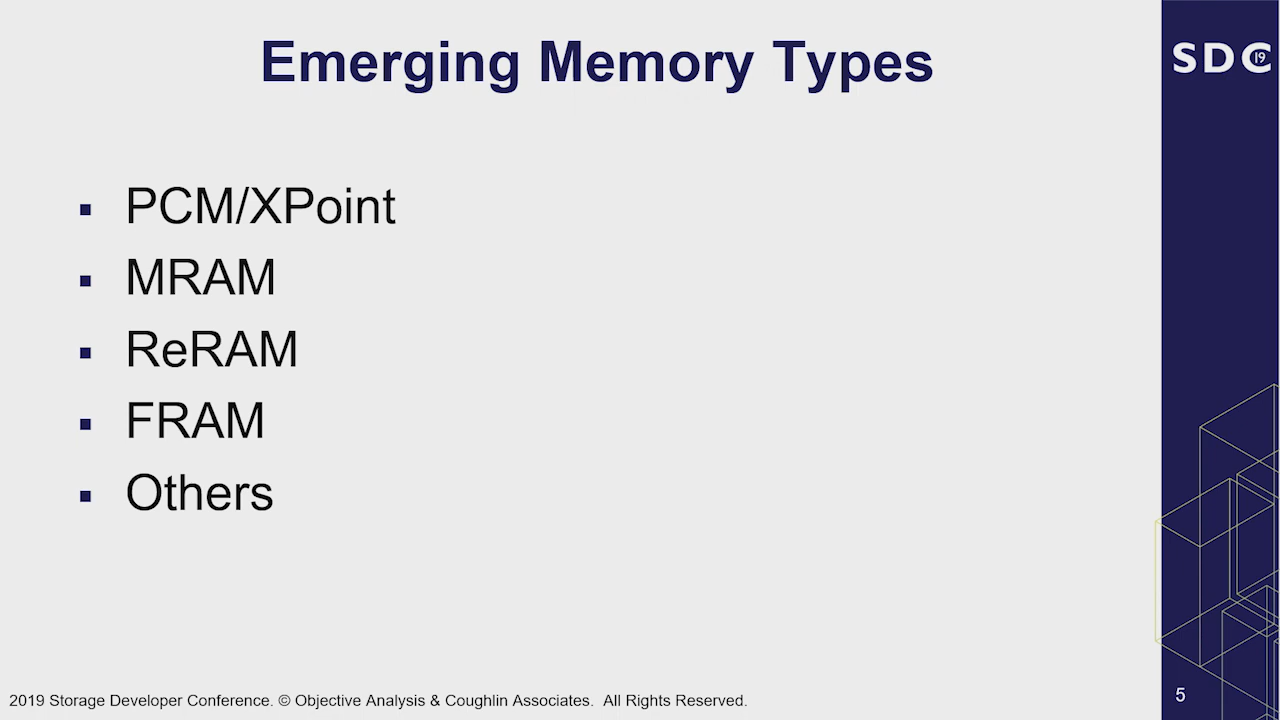 Emerging Memory Types
SDC 19
▪ PCM/XPoint
▪ MRAM
▪ ReRAM
▪ FRAM
▪ Others
2019 Storage Developer Conference. © Objective Analysis & Coughlin Associates.  All Rights Reserved.
5